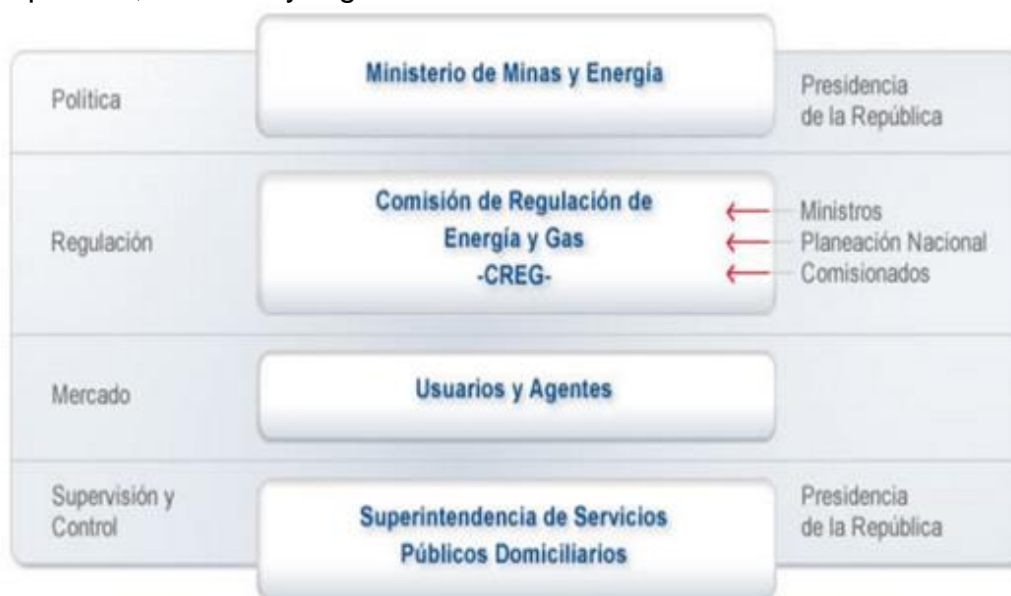 Política
Ministerio de Minas y Energía
Presidencia
de la República
Regulación
Comisión de Regulación de
Energía y Gas
-CREG-
Ministros
Planeación Nacional
Comisionados
Mercado
Usuarios y Agentes
Supervisión y
Control
Superintendencia de Servicios
Públicos Domiciliarios
Presidencia
de la República